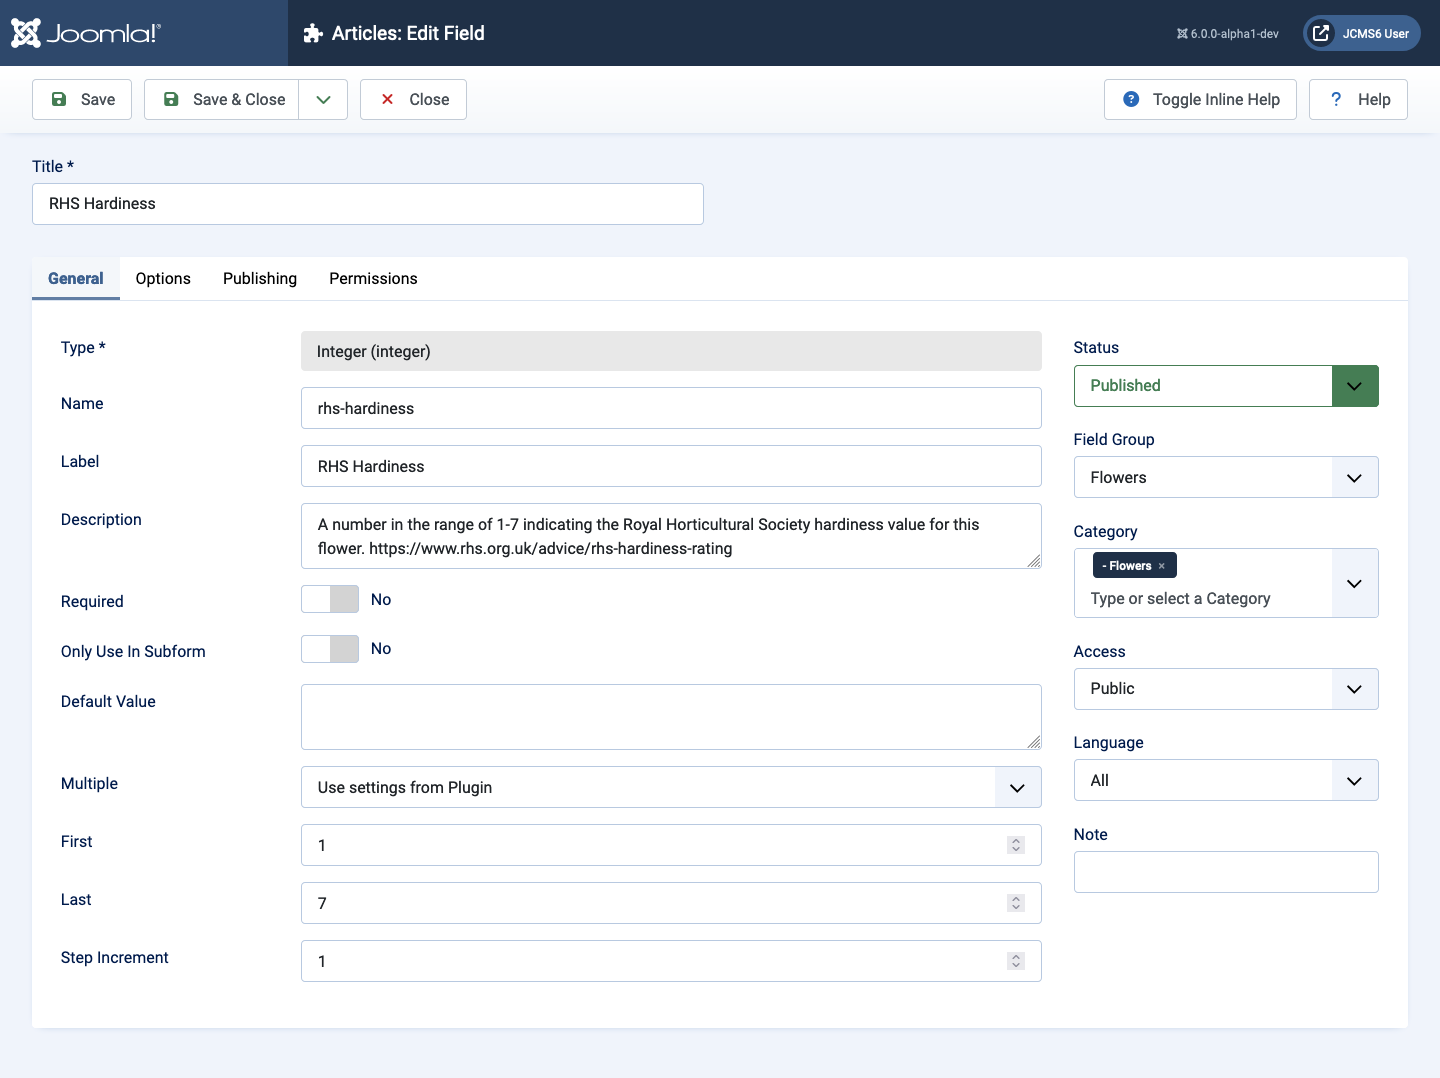 Joomla!®
Articles: Edit Field
6.0.0-alpha1-dev
JCMS6 User
Save
Save & Close
Close
Toggle Inline Help
Help
Title *
RHS Hardiness
General
Options
Publishing
Permissions
Type *
Integer (integer)
Name
rhs-hardiness
Label
RHS Hardiness
Description
A number in the range of 1-7 indicating the Royal Horticultural Society hardiness value for this
flower. https://www.rhs.org.uk/advice/rhs-hardiness-rating
Required
No
Only Use In Subform
No
Default Value
Multiple
Use settings from Plugin
First
1
Last
7
Step Increment
1
Status
Published
Field Group
Flowers
Category
- Flowers ×
Type or select a Category
Access
Public
Language
All
Note